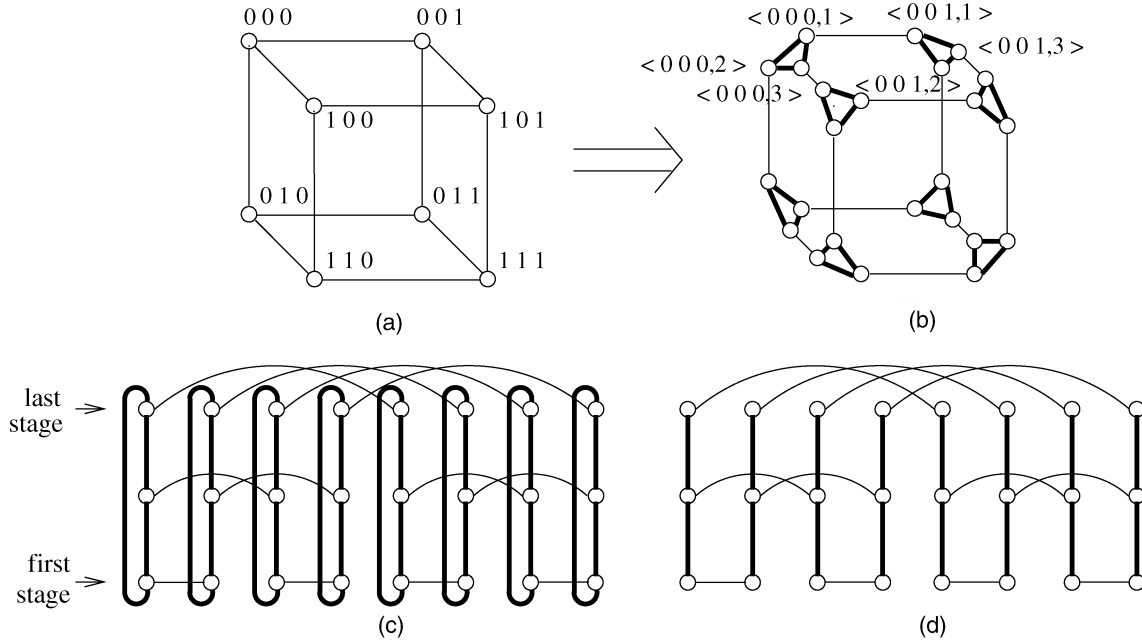 0 0 0
0 0 1
1 0 0
1 0 1
0 1 0
0 1 1
1 1 0
1 1 1
(a)
< 0 0 0,1 >
< 0 0 1,1 >
< 0 0 1,3 >
< 0 0 0,2 >
< 0 0 0,3 >
< 0 0 1,2 >
(b)
last
stage
first
stage
(c)
(d)